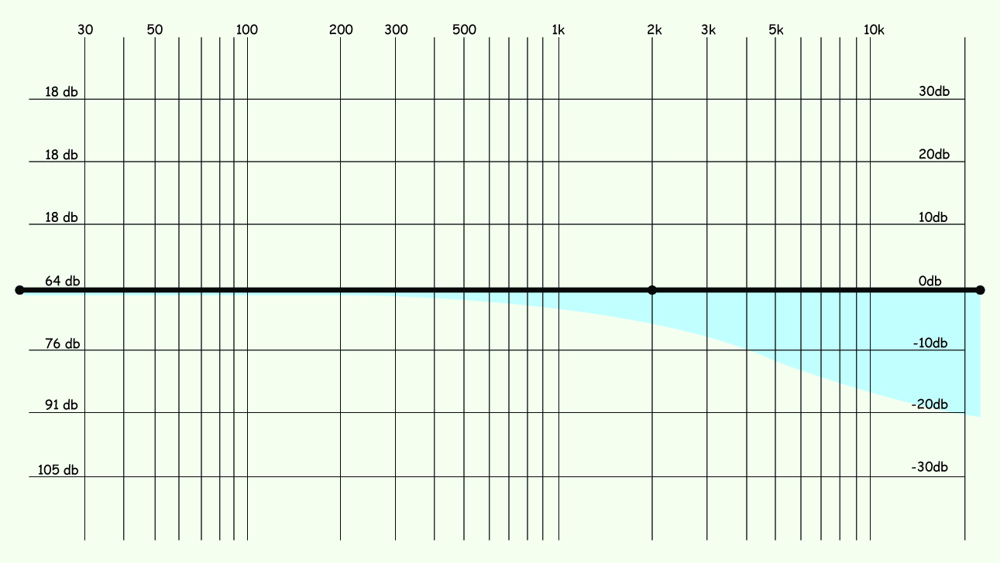 30 50 100 200 300 500 1k 2k 3k 5k 10k
18 db 30db
18 db 20db
18 db 10db
64 db 0db
76 db -10db
91 db -20db
105 db -30db